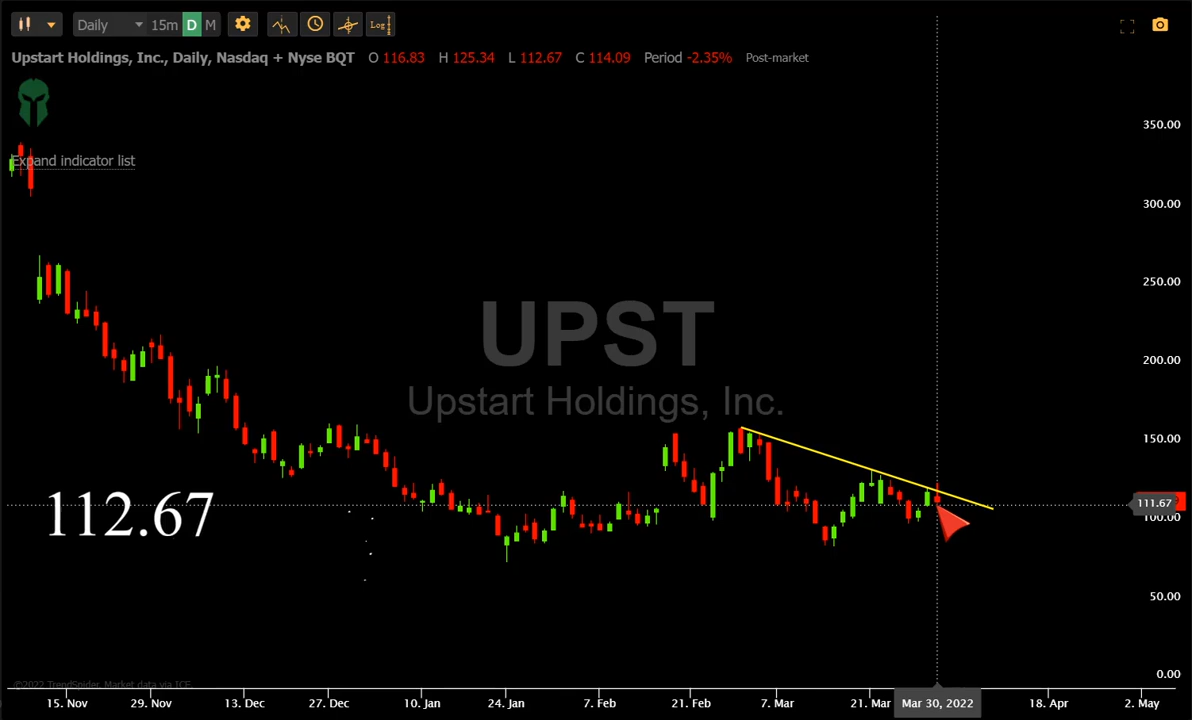 Daily 15m D M Log
Upstart Holdings, Inc., Daily, Nasdaq + Nyse BQT O 116.83 H 125.34 L 112.67 C 114.09 Period -2.35% Post-market
Expand indicator list
350.00
300.00
250.00
200.00
150.00
100.00
50.00
0.00
UPST
Upstart Holdings, Inc.
112.67
111.67
©2022 TrendSpider. Market data via ICE.
15. Nov 29. Nov 13. Dec 27. Dec 10. Jan 24. Jan 7. Feb 21. Feb 7. Mar 21. Mar Mar 30, 2022 18. Apr 2. May